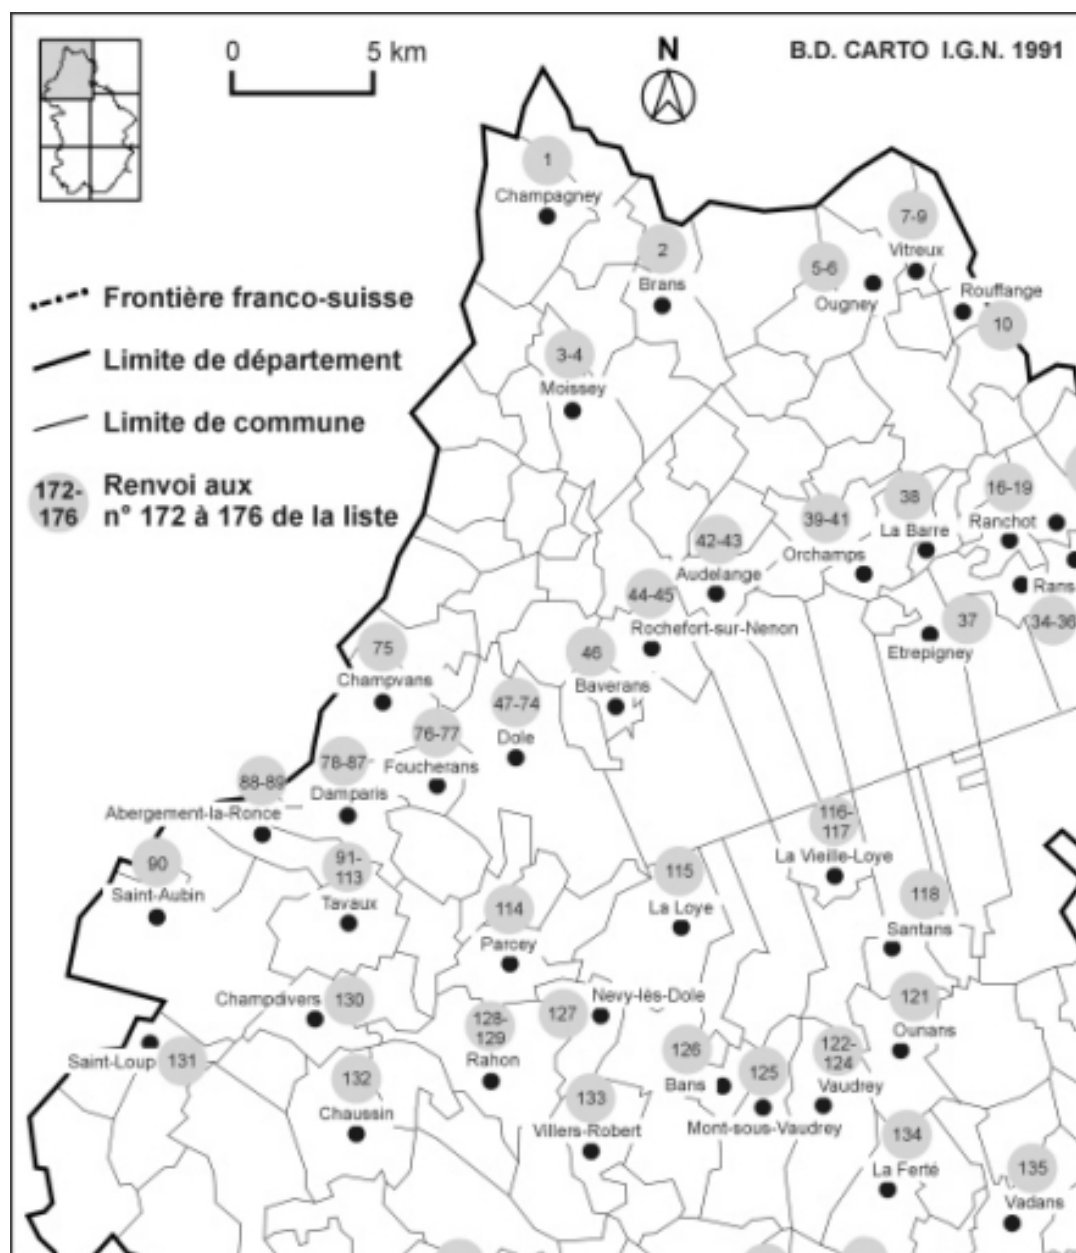 0 5 km
N
B.D. CARTO I.G.N. 1991
Frontière franco-suisse
Limite de département
Limite de commune
172-
176
Renvoi aux
n° 172 à 176 de la liste
1
Champagney
2
Brans
3-4
Moissey
5-6
Ougney
7-9
Vitreux
Rouffange
10
16-19
Ranchot
38
La Barre
39-41
Orchamps
42-43
Audelange
44-45
Rochefort-sur-Nenon
Rans
34-36
37
Etrepigney
46
Baverans
75
Champvans
47-74
Dole
76-77
Foucherans
78-87
Damparis
88-89
Abergement-la-Ronce
90
Saint-Aubin
91-
113
Tavaux
114
Parcey
115
La Loye
116-
117
La Vieille-Loye
118
Santans
121
Ounans
Champdivers
130
128-
129
Rahon
127
Nevy-lès-Dole
126
Bans
125
Mont-sous-Vaudrey
122-
124
Vaudrey
Saint-Loup
131
132
Chaussin
133
Villers-Robert
134
La Ferté
135
Vadans